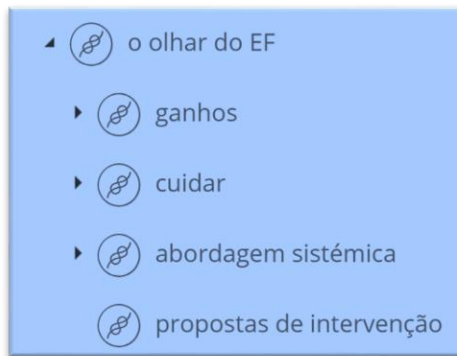 o olhar do EF
ganhos
cuidar
abordagem sistémica
propostas de intervenção